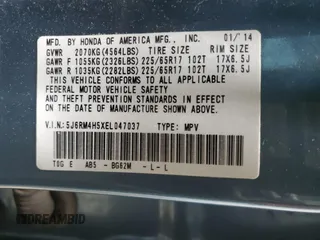 MFD. BY HONDA OF AMERICA MFG., INC. 01/'14
GVWR 2070KG(4564LBS) TIRE SIZE RIM SIZE
GAWR F 1055KG(2326LBS) 225/65R17 102T 17X6.5J
GAWR R 1035KG(2282LBS) 225/65R17 102T 17X6.5J
THIS VEHICLE CONFORMS TO ALL APPLICABLE
FEDERAL MOTOR VEHICLE SAFETY AND THEFT
PREVENTION STANDARDS IN EFFECT ON THE
DATE OF MANUFACTURE SHOWN ABOVE.
V.I.N:5J6RM4H5XEL047037 TYPE: MPV
T0G E AB5 -BG62M -L-L
© IDREAMBID